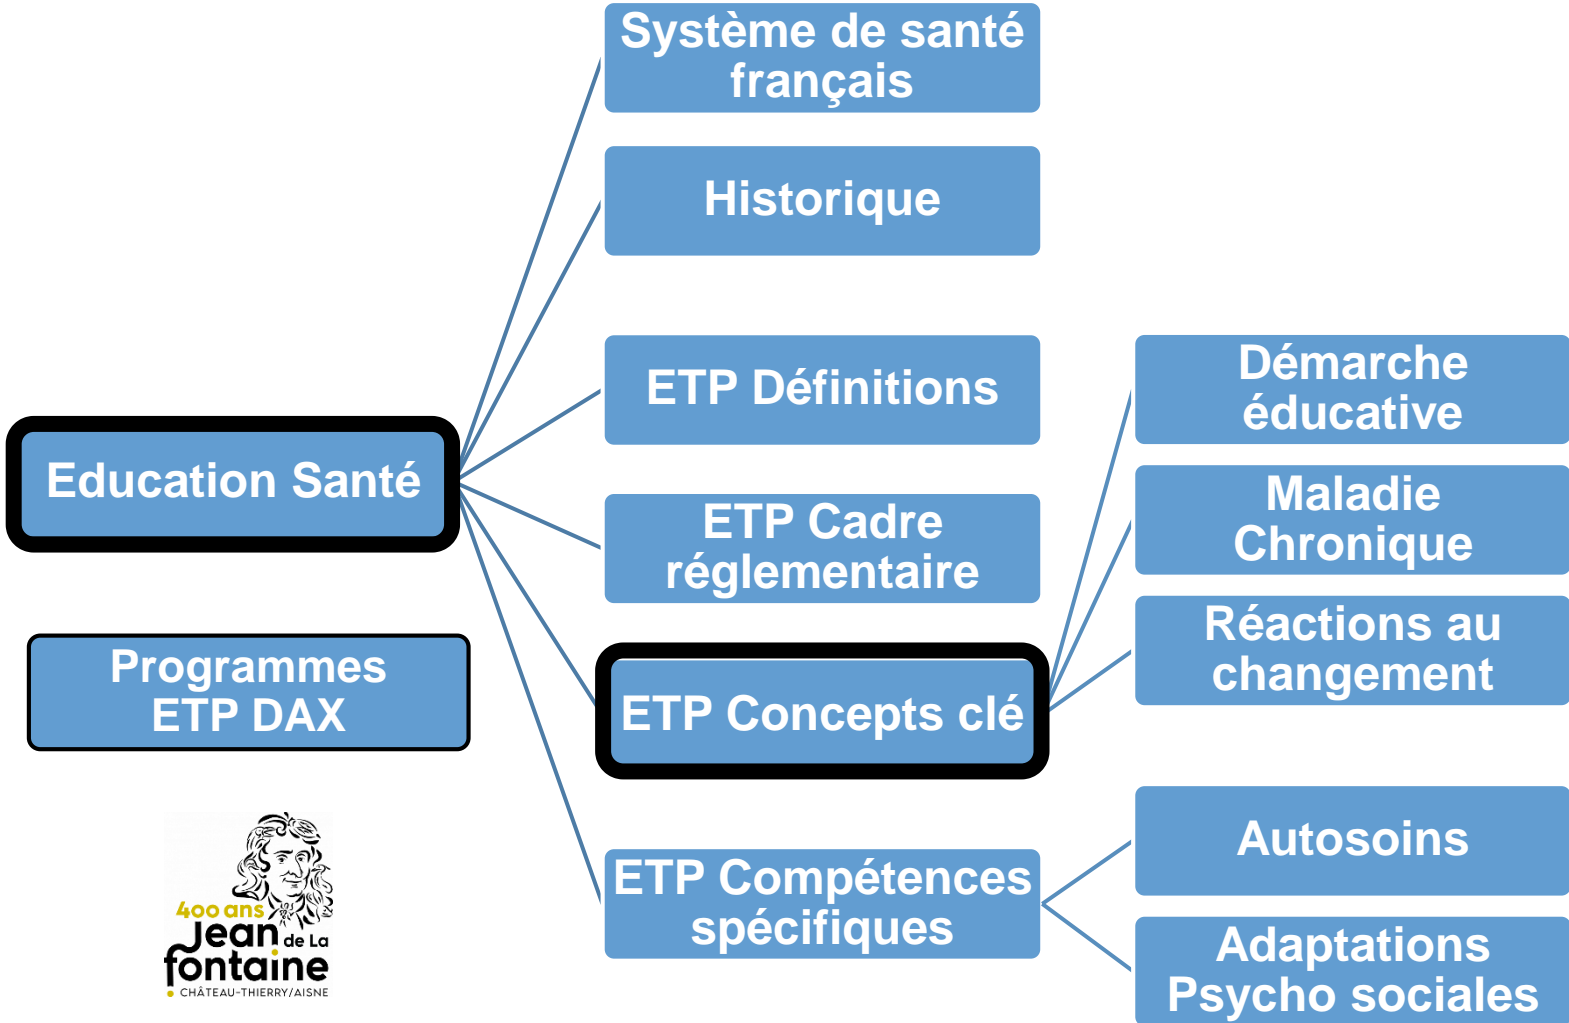 Système de santé
français
Historique
ETP Définitions
Démarche
éducative
Education Santé
ETP Cadre
réglementaire
Maladie
Chronique
Réactions au
changement
Programmes
ETP DAX
ETP Concepts clé
Autosoins
ETP Compétences
spécifiques
Adaptations
Psycho sociales
400 ans
Jean de La
fontaine
CHÂTEAU-THIERRY/AISNE